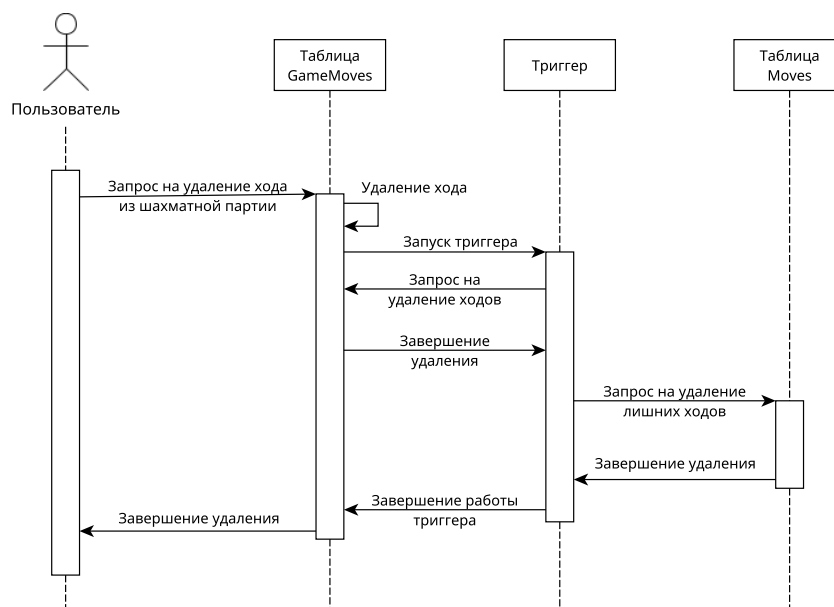 Таблица
GameMoves
Триггер
Таблица
Moves
Пользователь
Запрос на удаление хода
из шахматной партии
Удаление хода
Запуск триггера
Запрос на
удаление ходов
Завершение
удаления
Запрос на удаление
лишних ходов
Завершение удаления
Завершение работы
триггера
Завершение удаления